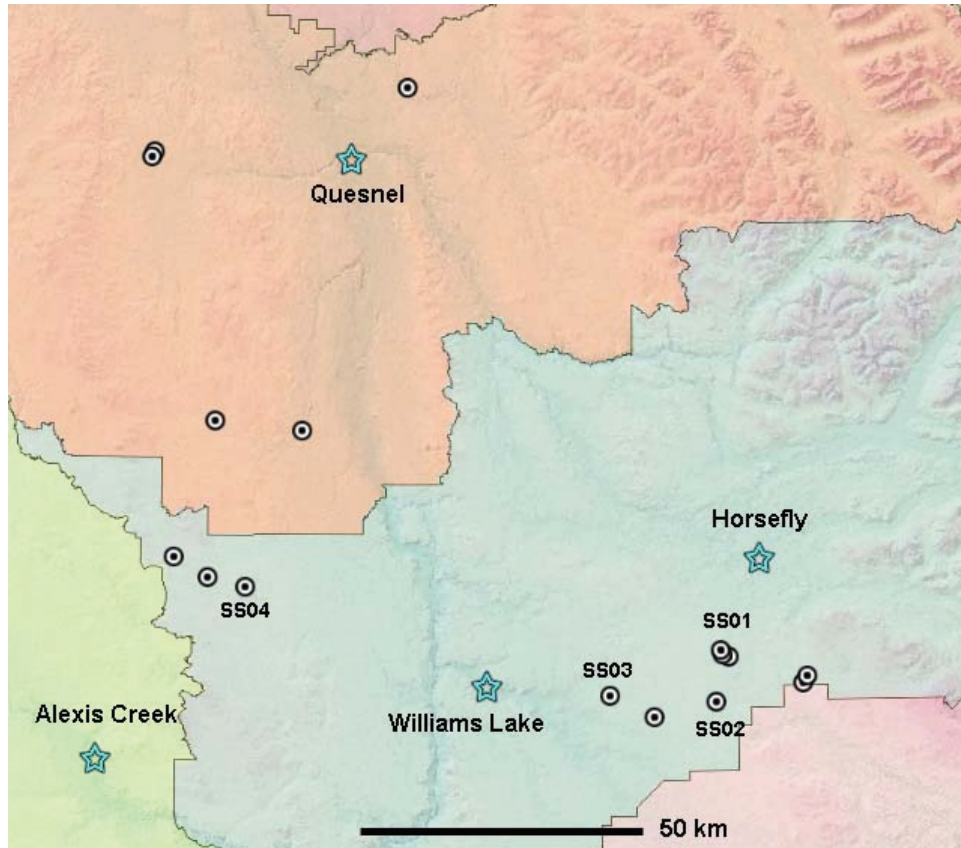 Quesnel
Horsefly
SS04
SS01
SS03
Alexis Creek
Williams Lake
SS02
50 km